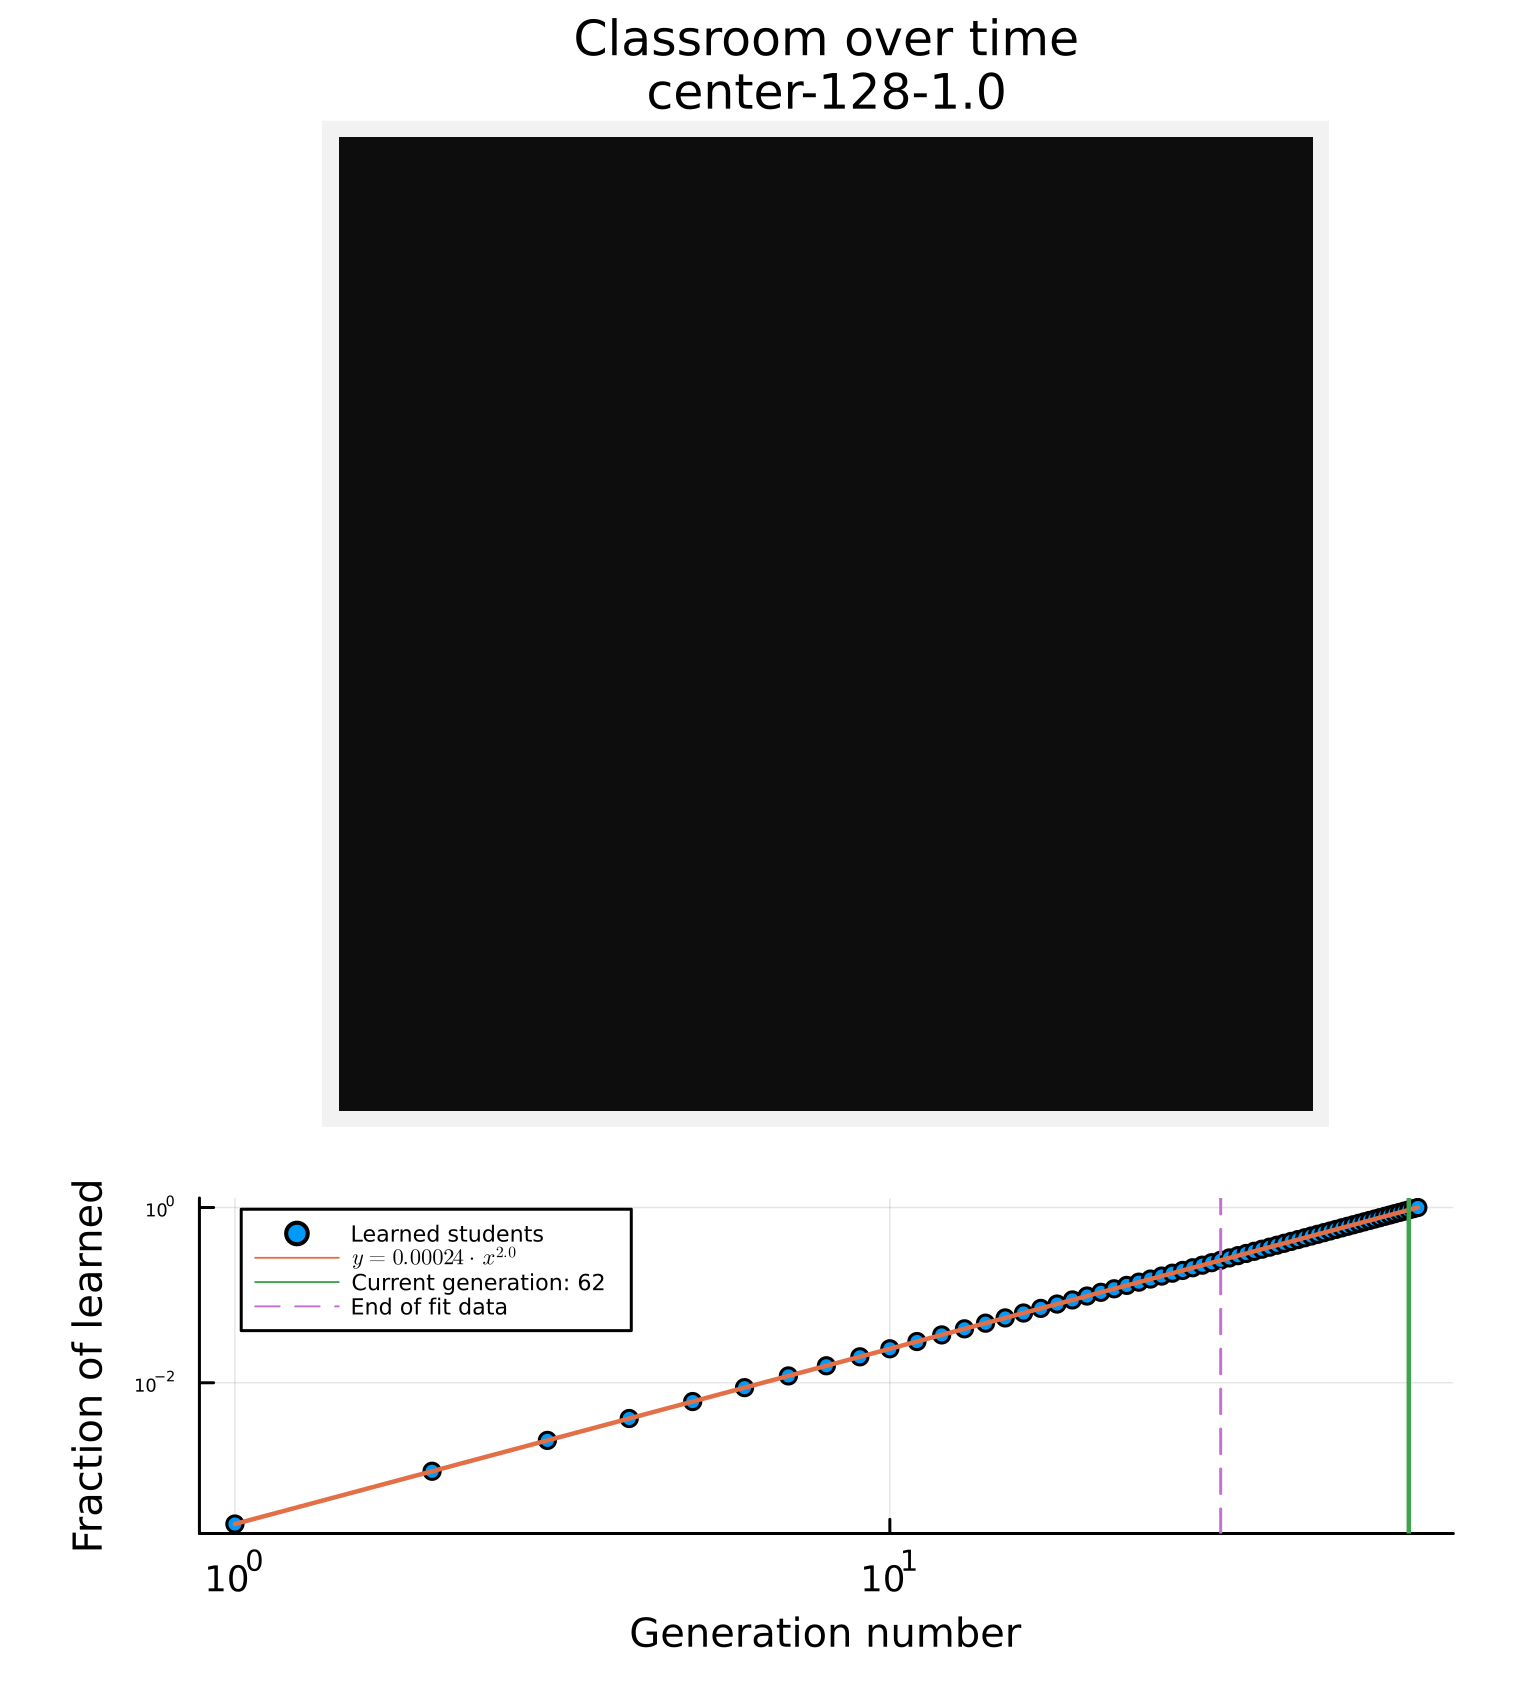 Classroom over time
center-128-1.0
Fraction of learned
10⁰
10⁻²
Learned students
y = 0.00024 · x²·⁰
Current generation: 62
End of fit data
10⁰
10¹
Generation number